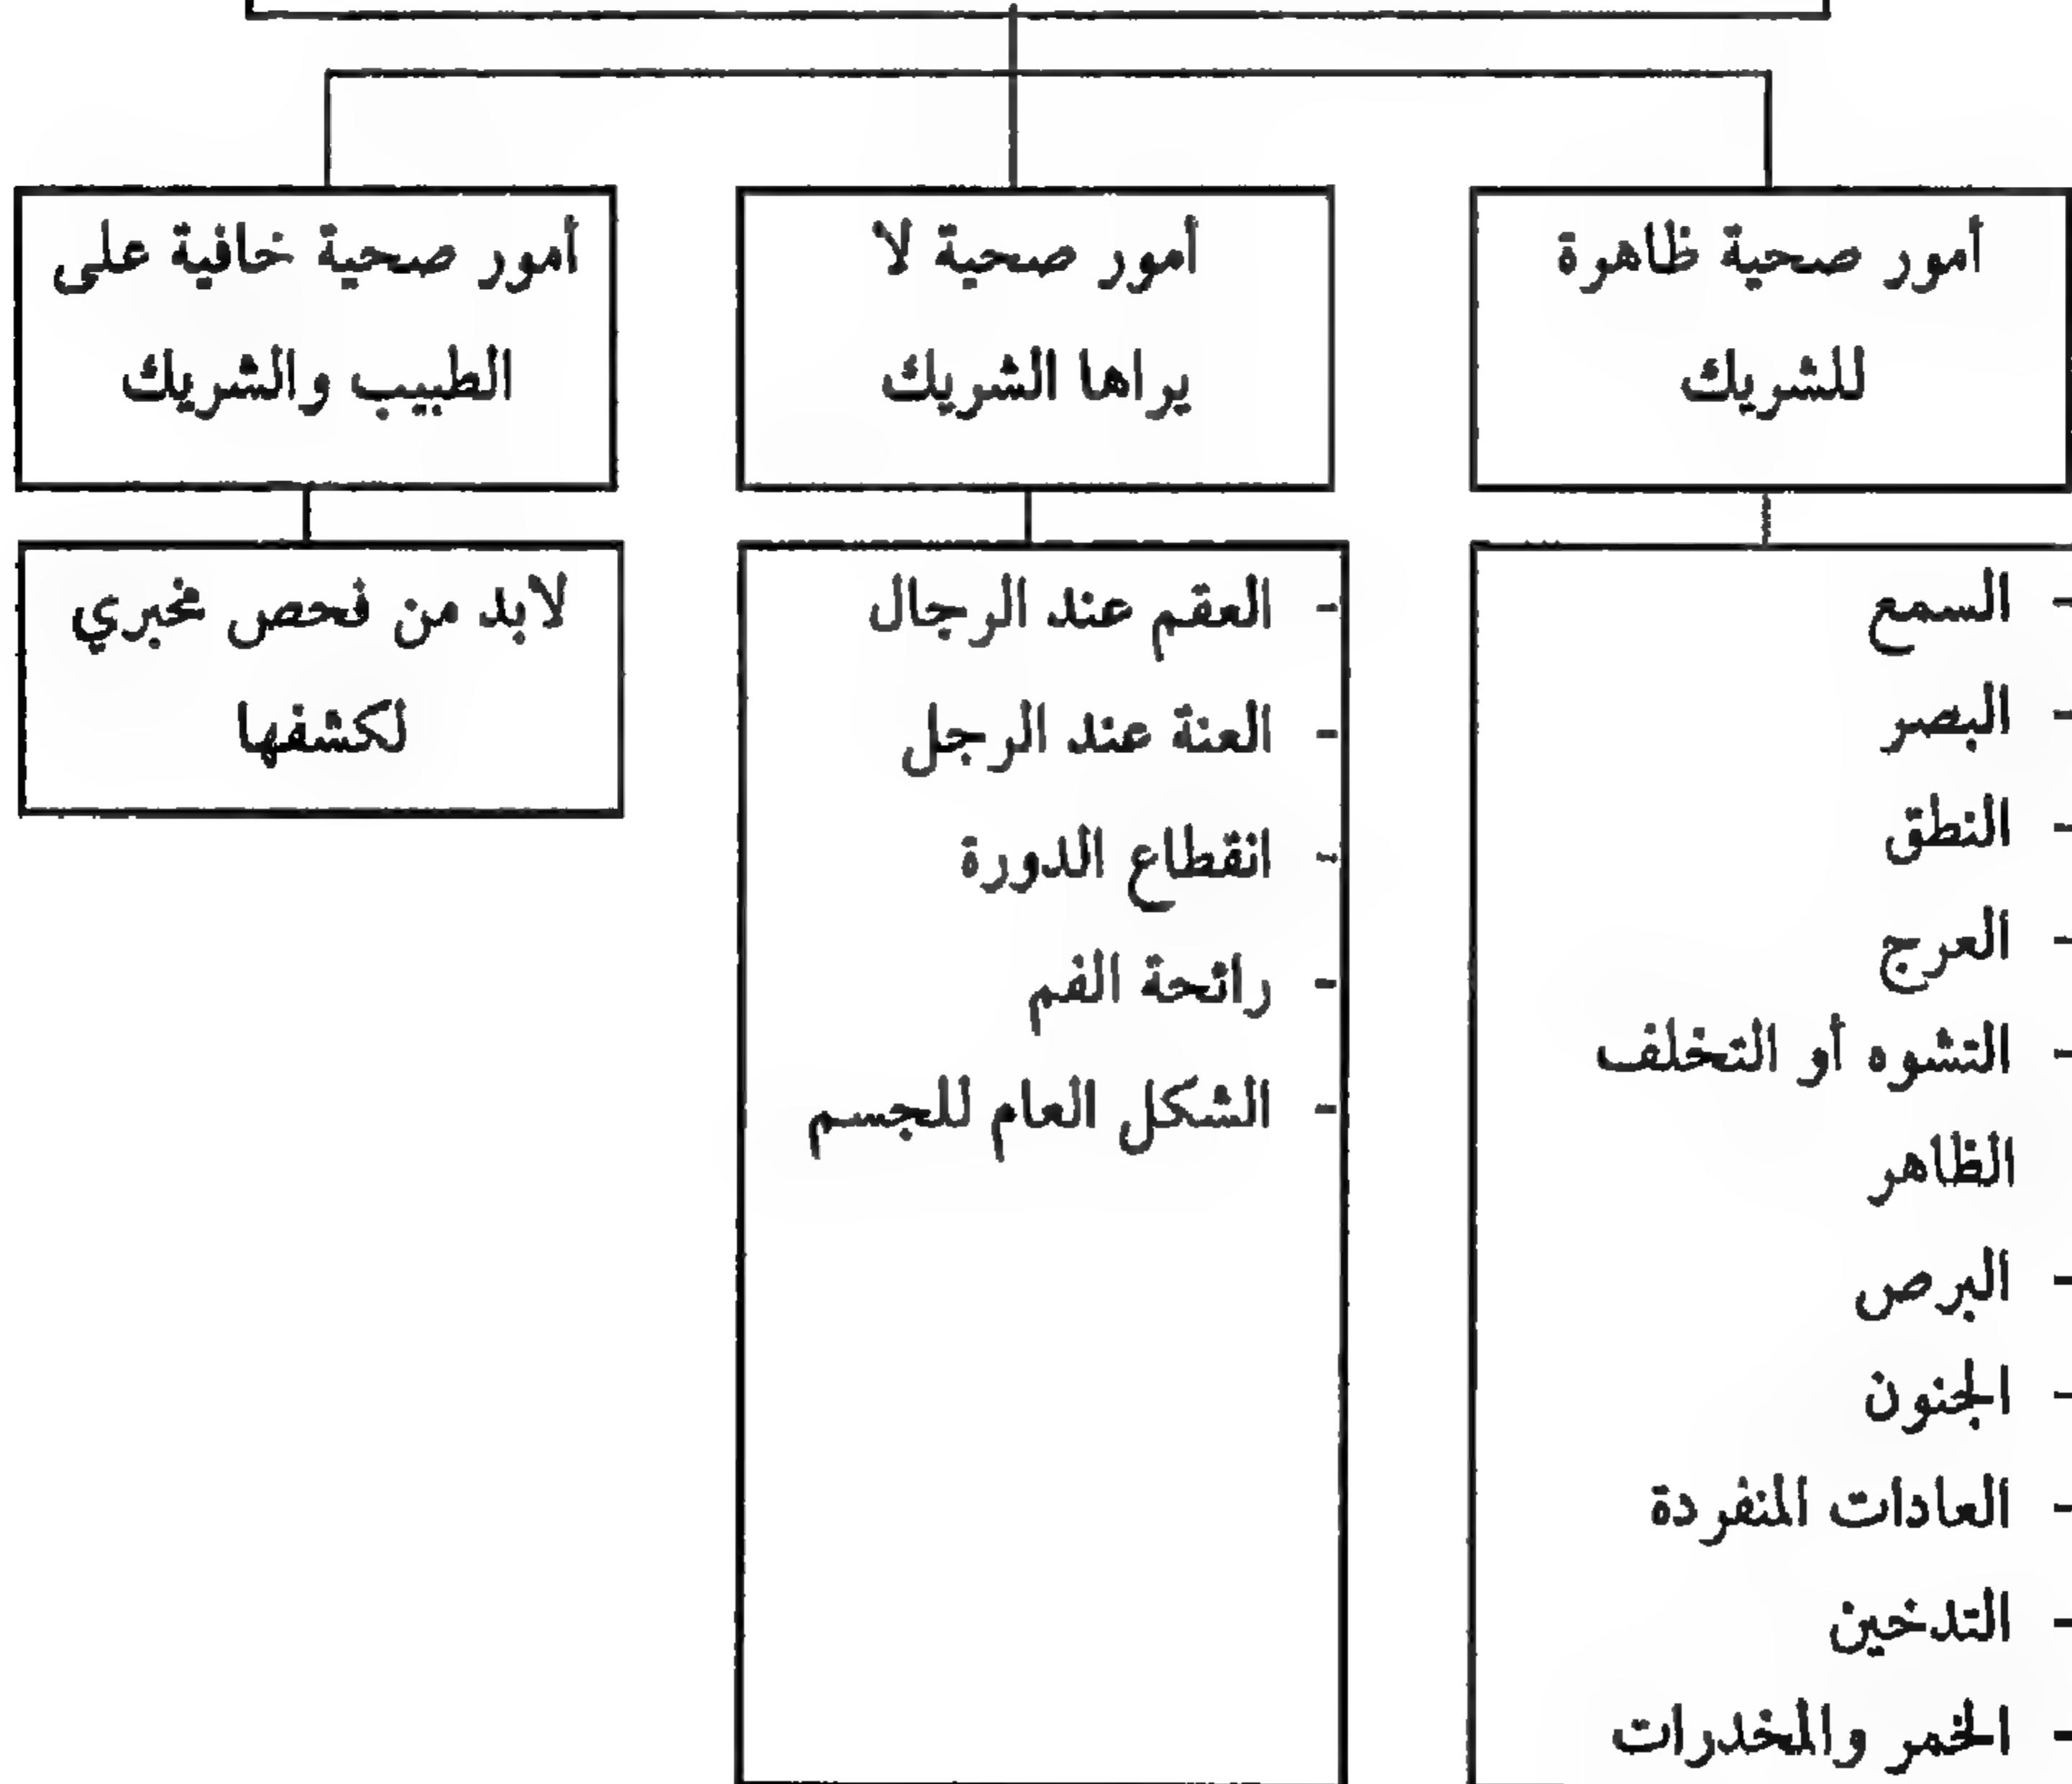 أمور صحية ظاهرة
للشريك
أمور صحية لا
يراها الشريك
أمور صحية خافية على
الطبيب والشريك
- السمع
- البصر
- النطق
- العرج
- التشوه أو التخلف
الظاهر
- البرص
- الجنون
- العادات المنفردة
- التدخين
- الخمر والمخدرات
- العقم عند الرجال
- العنة عند الرجل
- انقطاع الدورة
- رائحة الفم
- الشكل العام للجسم
لابد من فحص مخبري
لكشفها